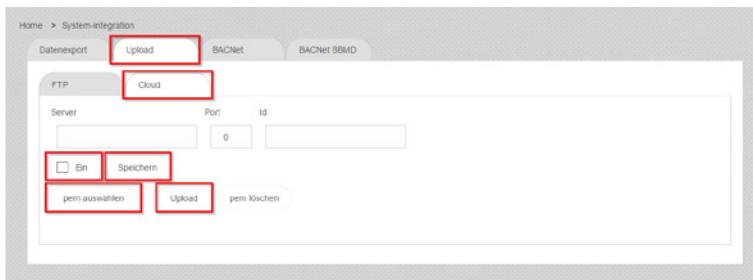 Home > System-integration
Datenexport Upload BACNet BACNet BBMD
FTP Cloud
Server Port Id
0
Ein Speichern
pem auswählen Upload pem löschen